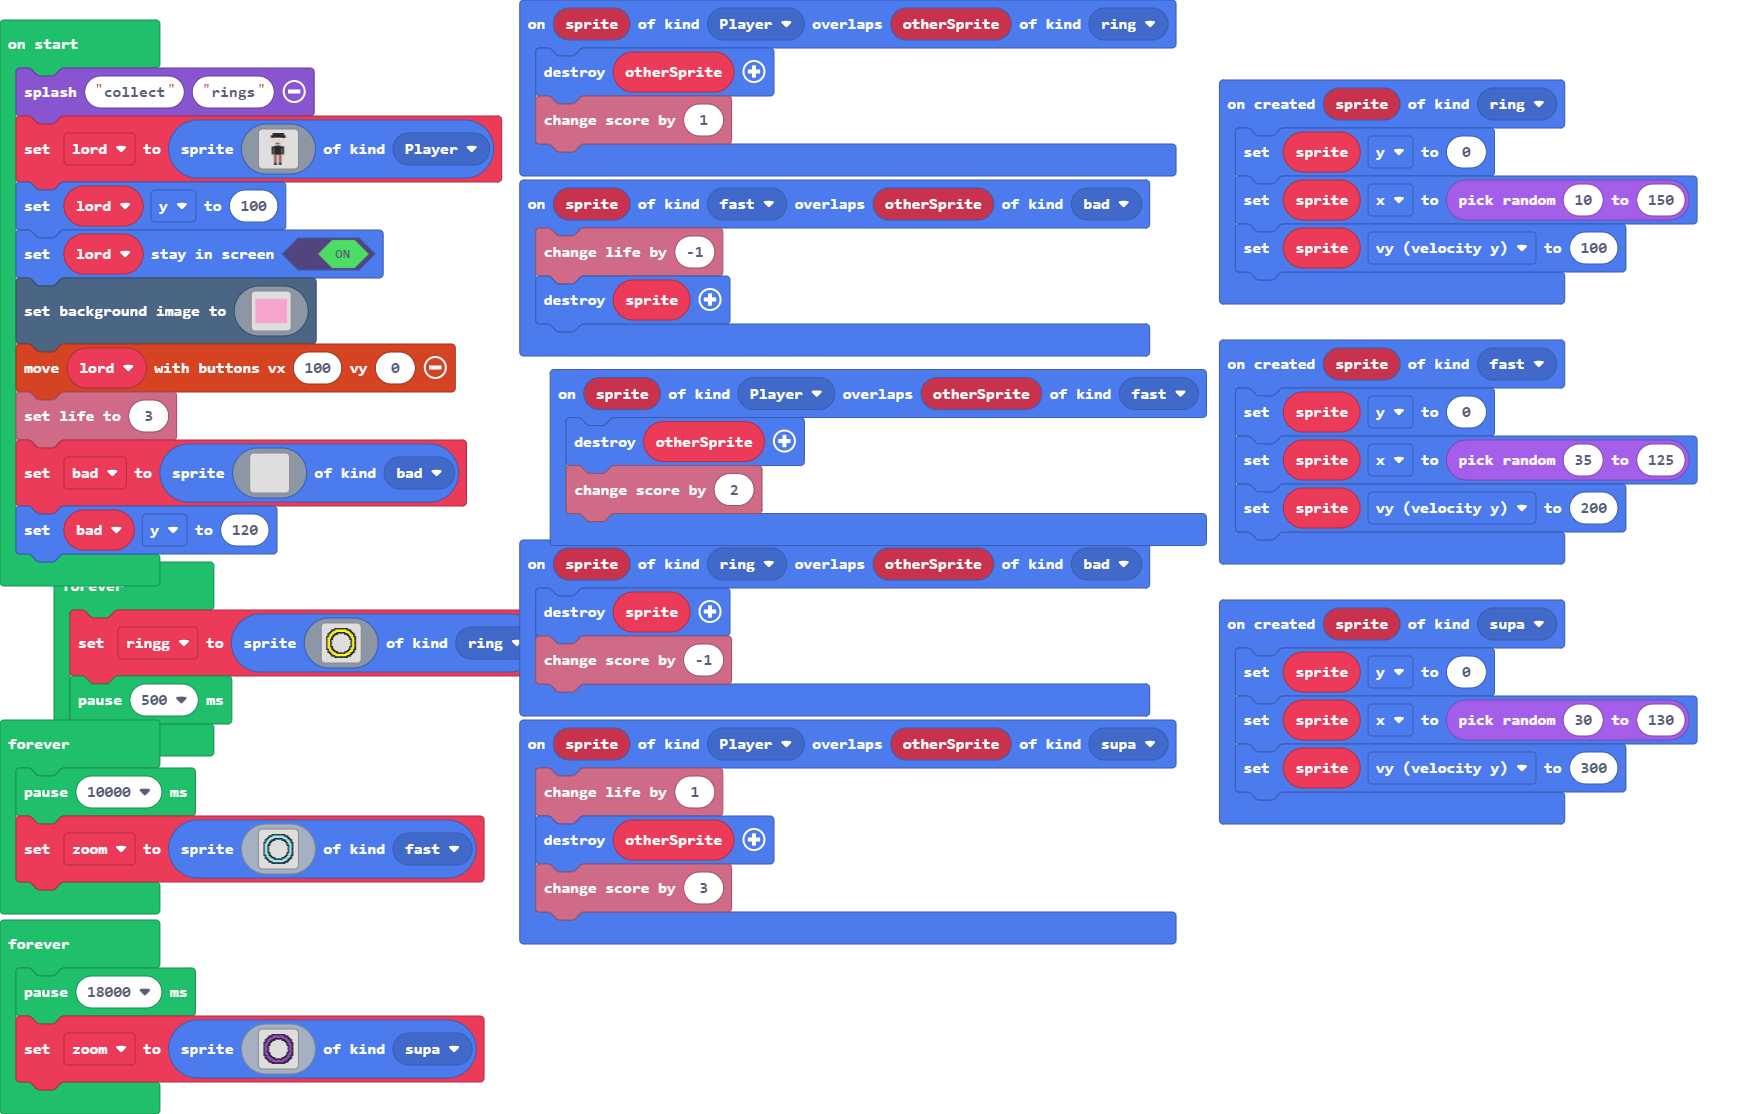 on start
splash "collect" "rings"
set lord to sprite of kind Player
set lord y to 100
set lord stay in screen ON
set background image to
move lord with buttons vx 100 vy 0
set life to 3
set bad to sprite of kind bad
set bad y to 120
forever
set ringg to sprite of kind ring
pause 500 ms
forever
pause 10000 ms
set zoom to sprite of kind fast
forever
pause 18000 ms
set zoom to sprite of kind supa
on sprite of kind Player overlaps otherSprite of kind ring
destroy otherSprite
change score by 1
on sprite of kind fast overlaps otherSprite of kind bad
change life by -1
destroy sprite
on sprite of kind Player overlaps otherSprite of kind fast
destroy otherSprite
change score by 2
on sprite of kind ring overlaps otherSprite of kind bad
destroy sprite
change score by -1
on sprite of kind Player overlaps otherSprite of kind supa
change life by 1
destroy otherSprite
change score by 3
on created sprite of kind ring
set sprite y to 0
set sprite x to pick random 10 to 150
set sprite vy (velocity y) to 100
on created sprite of kind fast
set sprite y to 0
set sprite x to pick random 35 to 125
set sprite vy (velocity y) to 200
on created sprite of kind supa
set sprite y to 0
set sprite x to pick random 30 to 130
set sprite vy (velocity y) to 300